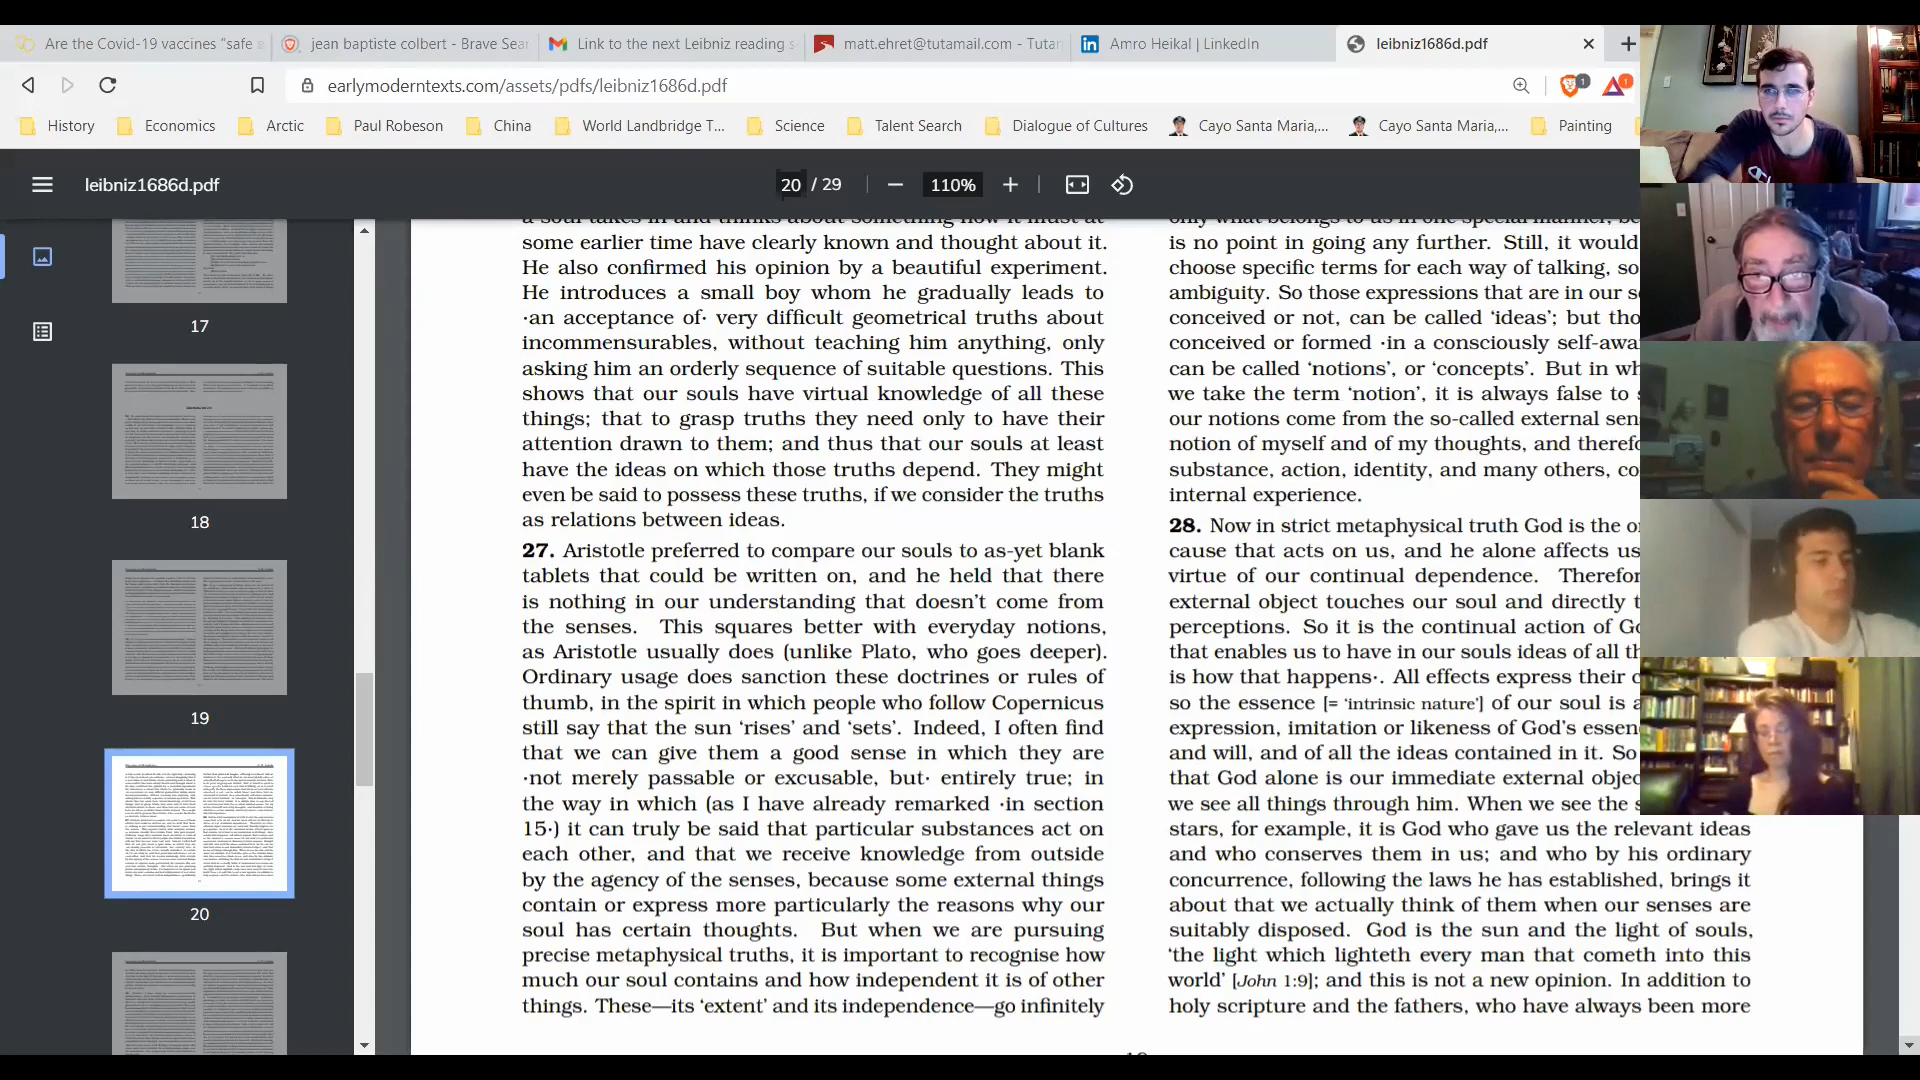 Are the Covid-19 vaccines “safe
jean baptiste colbert - Brave Sear
Link to the next Leibniz reading s
matt.ehret@tutamail.com - Tutan
Amro Heikal | LinkedIn
leibniz1686d.pdf
earlymoderntexts.com/assets/pdfs/leibniz1686d.pdf
1
1
History
Economics
Arctic
Paul Robeson
China
World Landbridge T...
Science
Talent Search
Dialogue of Cultures
Cayo Santa Maria,...
Cayo Santa Maria,...
Painting
leibniz1686d.pdf
20 / 29
110%
17
18
19
20
some earlier time have clearly known and thought about it.
He also confirmed his opinion by a beautiful experiment.
He introduces a small boy whom he gradually leads to
·an acceptance of· very difficult geometrical truths about
incommensurables, without teaching him anything, only
asking him an orderly sequence of suitable questions. This
shows that our souls have virtual knowledge of all these
things; that to grasp truths they need only to have their
attention drawn to them; and thus that our souls at least
have the ideas on which those truths depend. They might
even be said to possess these truths, if we consider the truths
as relations between ideas.
27. Aristotle preferred to compare our souls to as-yet blank
tablets that could be written on, and he held that there
is nothing in our understanding that doesn’t come from
the senses. This squares better with everyday notions,
as Aristotle usually does (unlike Plato, who goes deeper).
Ordinary usage does sanction these doctrines or rules of
thumb, in the spirit in which people who follow Copernicus
still say that the sun ‘rises’ and ‘sets’. Indeed, I often find
that we can give them a good sense in which they are
·not merely passable or excusable, but· entirely true; in
the way in which (as I have already remarked ·in section
15·) it can truly be said that particular substances act on
each other, and that we receive knowledge from outside
by the agency of the senses, because some external things
contain or express more particularly the reasons why our
soul has certain thoughts. But when we are pursuing
precise metaphysical truths, it is important to recognise how
much our soul contains and how independent it is of other
things. These—its ‘extent’ and its independence—go infinitely
is no point in going any further. Still, it would
choose specific terms for each way of talking, so
ambiguity. So those expressions that are in our s
conceived or not, can be called ‘ideas’; but tho
conceived or formed ·in a consciously self-awa
can be called ‘notions’, or ‘concepts’. But in wh
we take the term ‘notion’, it is always false to
our notions come from the so-called external sen
notion of myself and of my thoughts, and therefo
substance, action, identity, and many others, co
internal experience.
28. Now in strict metaphysical truth God is the o
cause that acts on us, and he alone affects us
virtue of our continual dependence. Therefor
external object touches our soul and directly t
perceptions. So it is the continual action of Go
that enables us to have in our souls ideas of all th
is how that happens·. All effects express their c
so the essence [= ‘intrinsic nature’] of our soul is a
expression, imitation or likeness of God’s essen
and will, and of all the ideas contained in it. So
that God alone is our immediate external objec
we see all things through him. When we see the s
stars, for example, it is God who gave us the relevant ideas
and who conserves them in us; and who by his ordinary
concurrence, following the laws he has established, brings it
about that we actually think of them when our senses are
suitably disposed. God is the sun and the light of souls,
‘the light which lighteth every man that cometh into this
world’ [John 1:9]; and this is not a new opinion. In addition to
holy scripture and the fathers, who have always been more